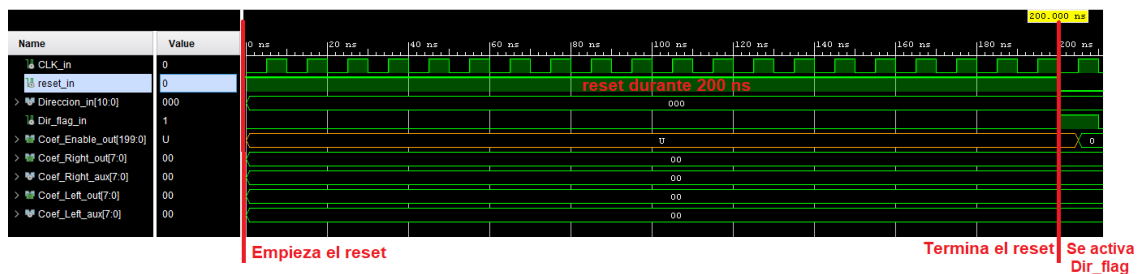 200.000 ns
Name Value
0 ns 20 ns 40 ns 60 ns 80 ns 100 ns 120 ns 140 ns 160 ns 180 ns 200 ns
CLK_in 0
reset_in 0 reset durante 200 ns
Direccion_in[10:0] 000 000
Dir_flag_in 1
Coef_Enable_out[199:0] U U 0
Coef_Right_out[7:0] 00 00
Coef_Right_aux[7:0] 00 00
Coef_Left_out[7:0] 00 00
Coef_Left_aux[7:0] 00 00
Empieza el reset Termina el reset Se activa
Dir_flag